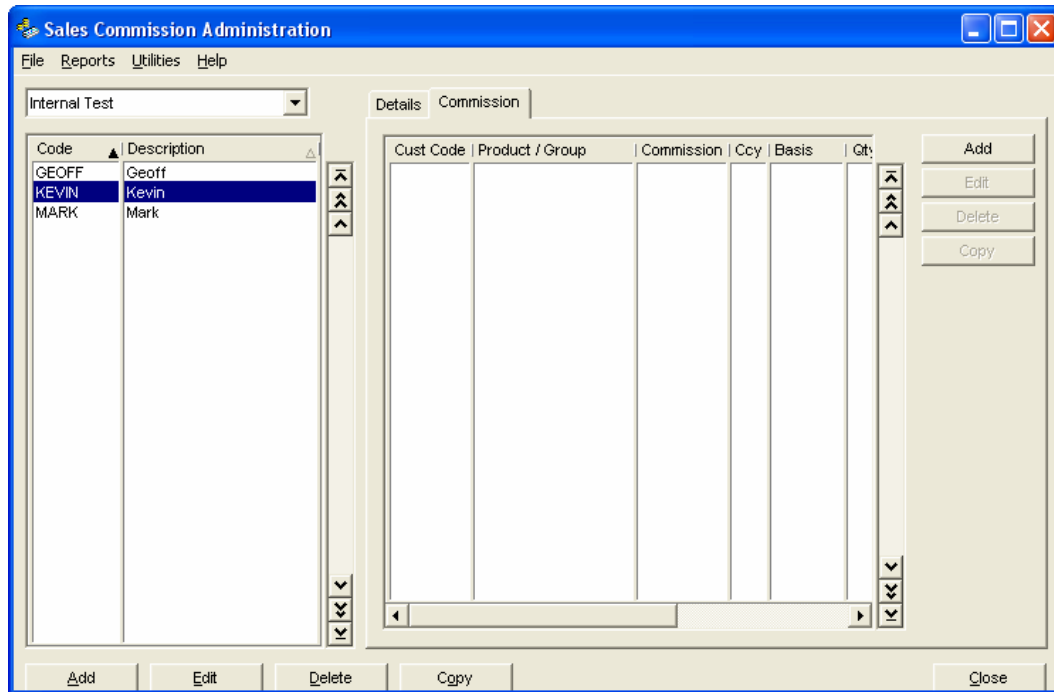 Sales Commission Administration
File Reports Utilities Help
Internal Test
Details Commission
Code Description
GEOFF Geoff
KEVIN Kevin
MARK Mark
Cust Code Product / Group Commission Ccy Basis Qty
Add
Edit
Delete
Copy
Add Edit Delete Copy Close